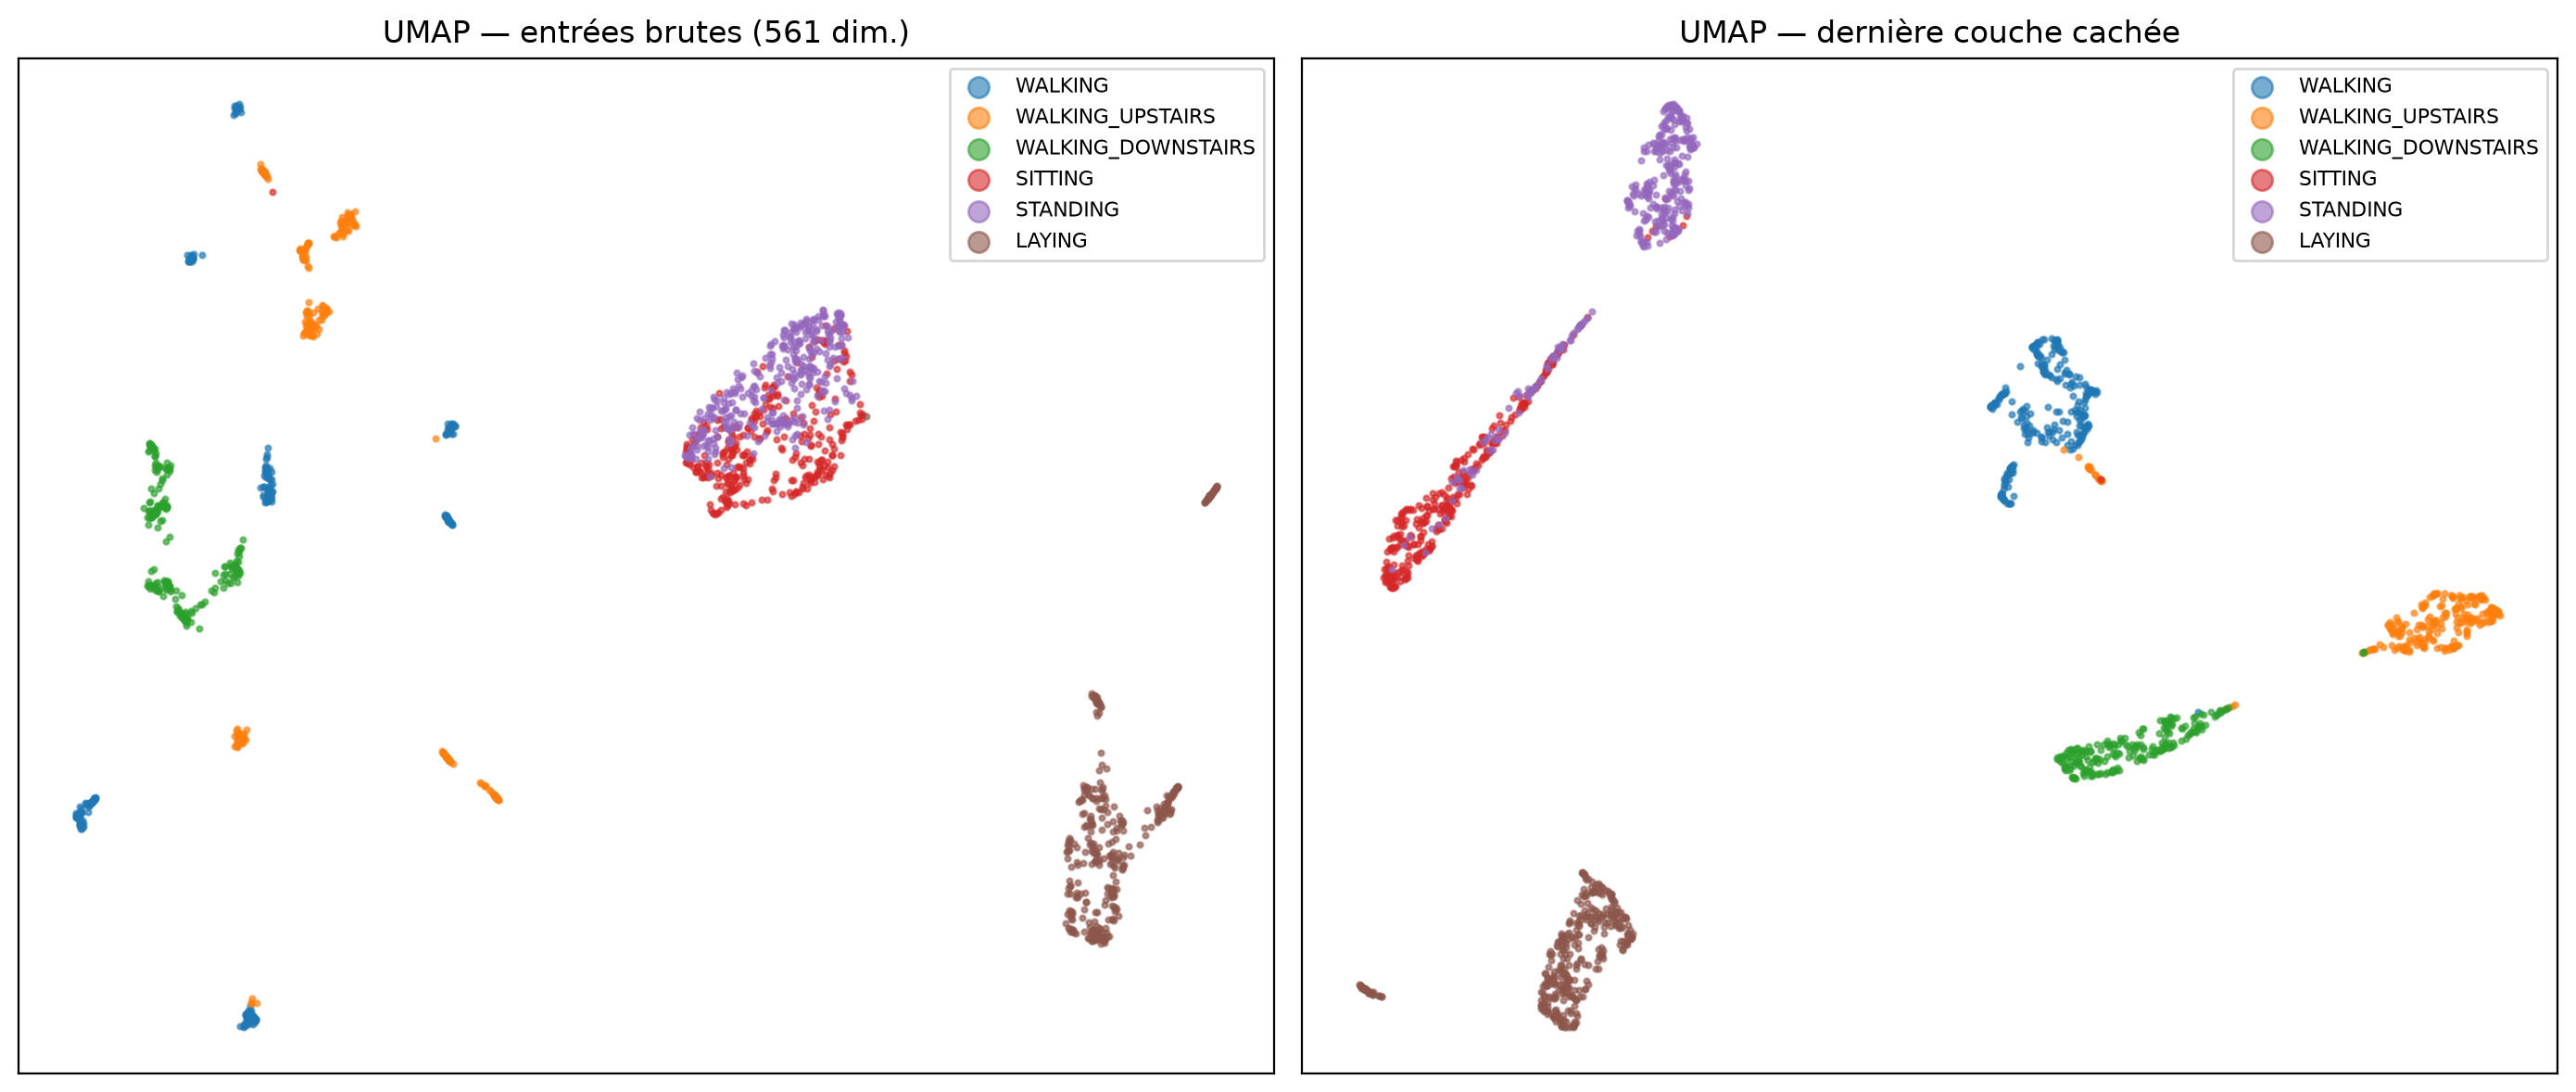 UMAP — entrées brutes (561 dim.)
WALKING
WALKING_UPSTAIRS
WALKING_DOWNSTAIRS
SITTING
STANDING
LAYING
UMAP — dernière couche cachée
WALKING
WALKING_UPSTAIRS
WALKING_DOWNSTAIRS
SITTING
STANDING
LAYING